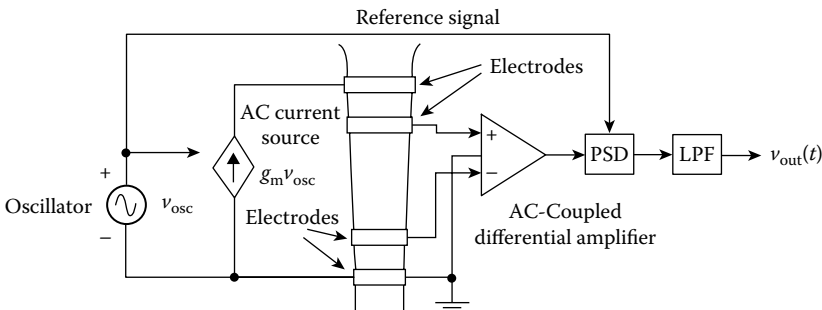 Reference signal
Electrodes
AC current
source
+
PSD
LPF
v_out(t)
+
g_m v_osc
−
Oscillator
v_osc
Electrodes
AC-Coupled
−
differential amplifier